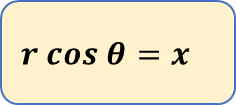 r cos θ = x